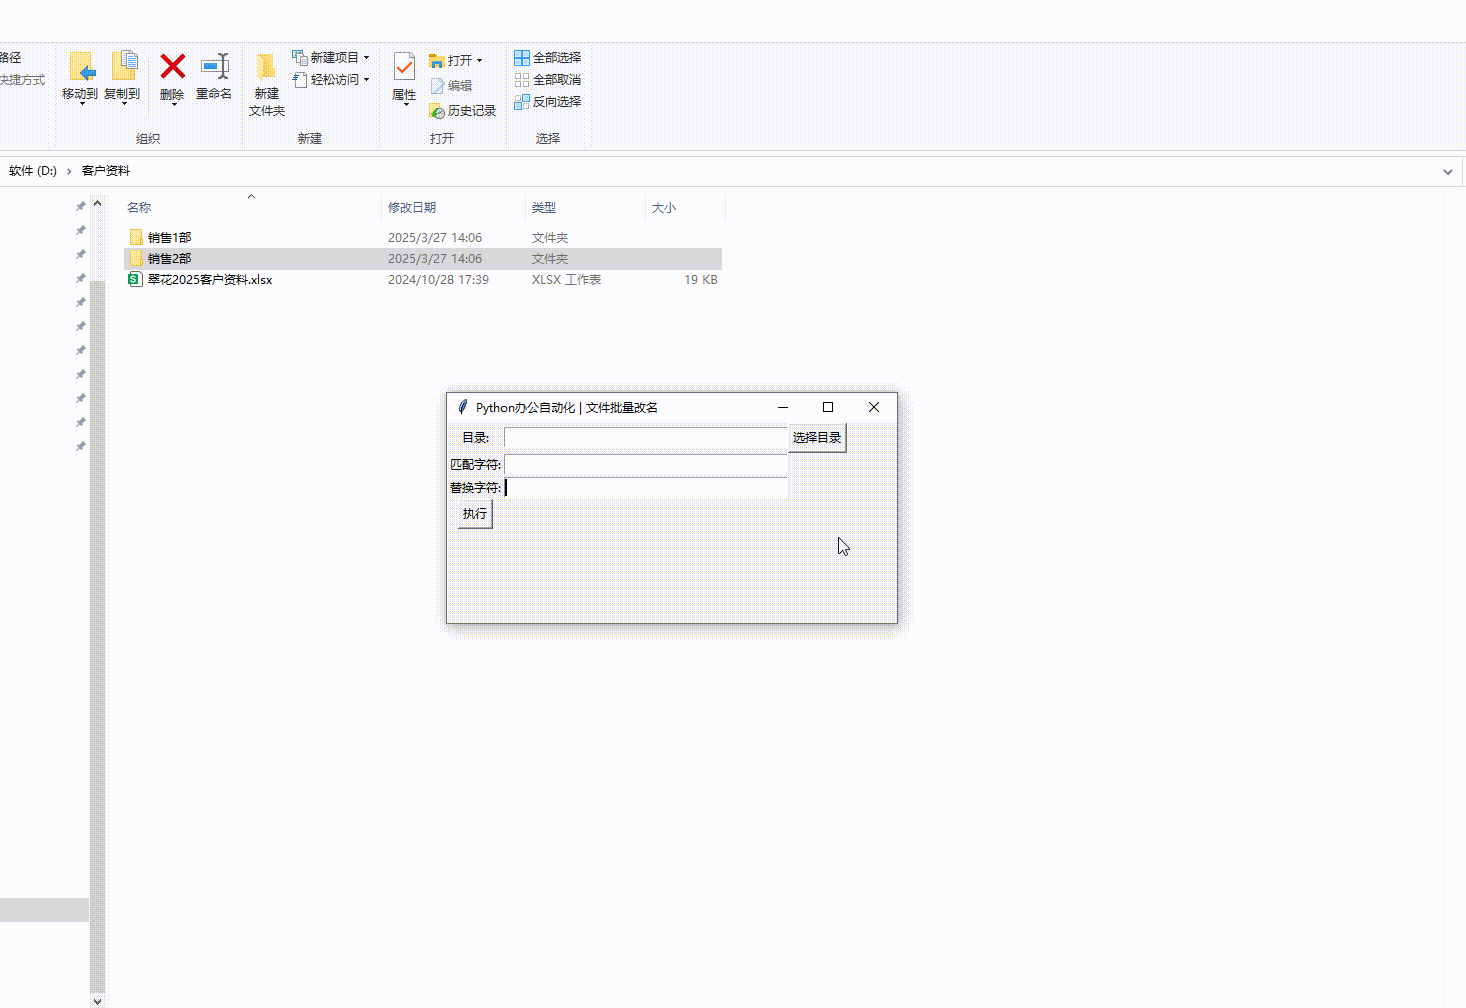 路径
快捷方式
移动到
复制到
删除
重命名
组织
新建
文件夹
新建项目
轻松访问
新建
属性
打开
编辑
历史记录
打开
全部选择
全部取消
反向选择
选择
软件 (D:) › 客户资料
名称 修改日期 类型 大小
销售1部 2025/3/27 14:06 文件夹
销售2部 2025/3/27 14:06 文件夹
翠花2025客户资料.xlsx 2024/10/28 17:39 XLSX 工作表 19 KB
Python办公自动化 | 文件批量改名
目录: 选择目录
匹配字符:
替换字符:
执行